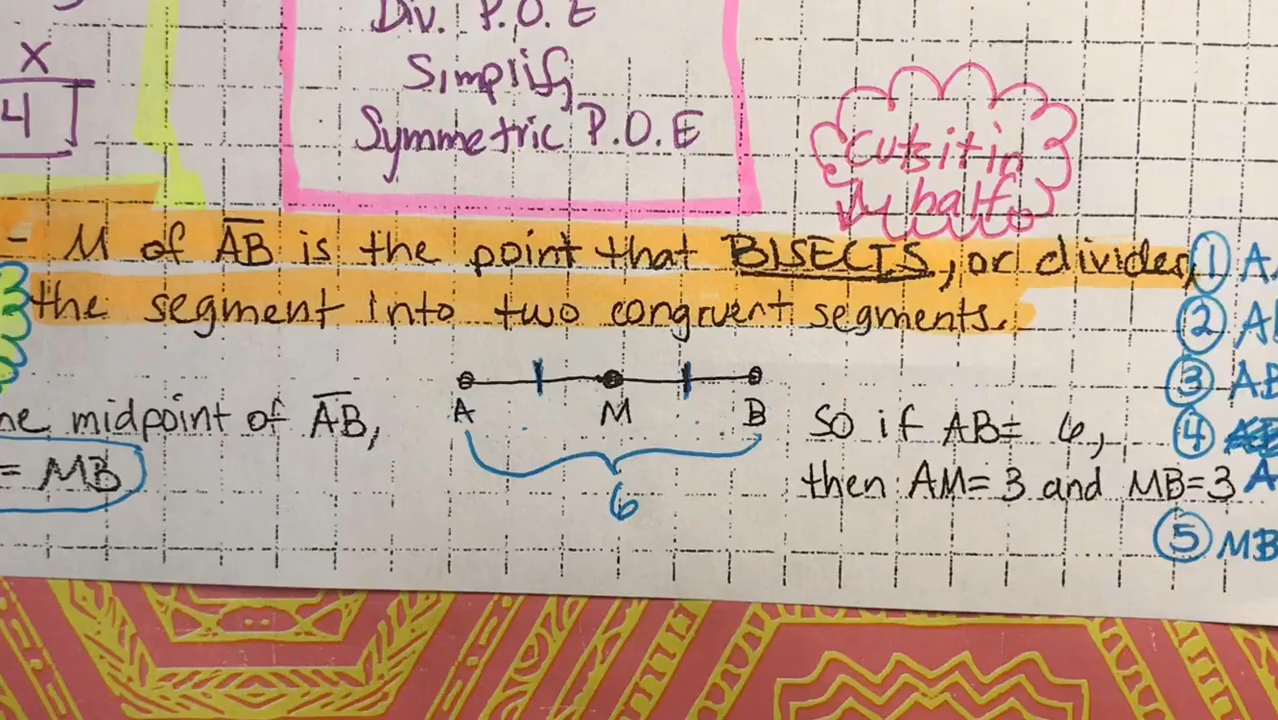 x
4
Div. P.O.E
Simplify
Symmetric P.O.E
cuts it in
half
- M of AB is the point that BISECTS, or divides,
the segment into two congruent segments.
midpoint of AB,
= MB
A M B
6
So if AB= 6,
then AM= 3 and MB=3
① A
② A
③ AB
④
A
⑤ MB